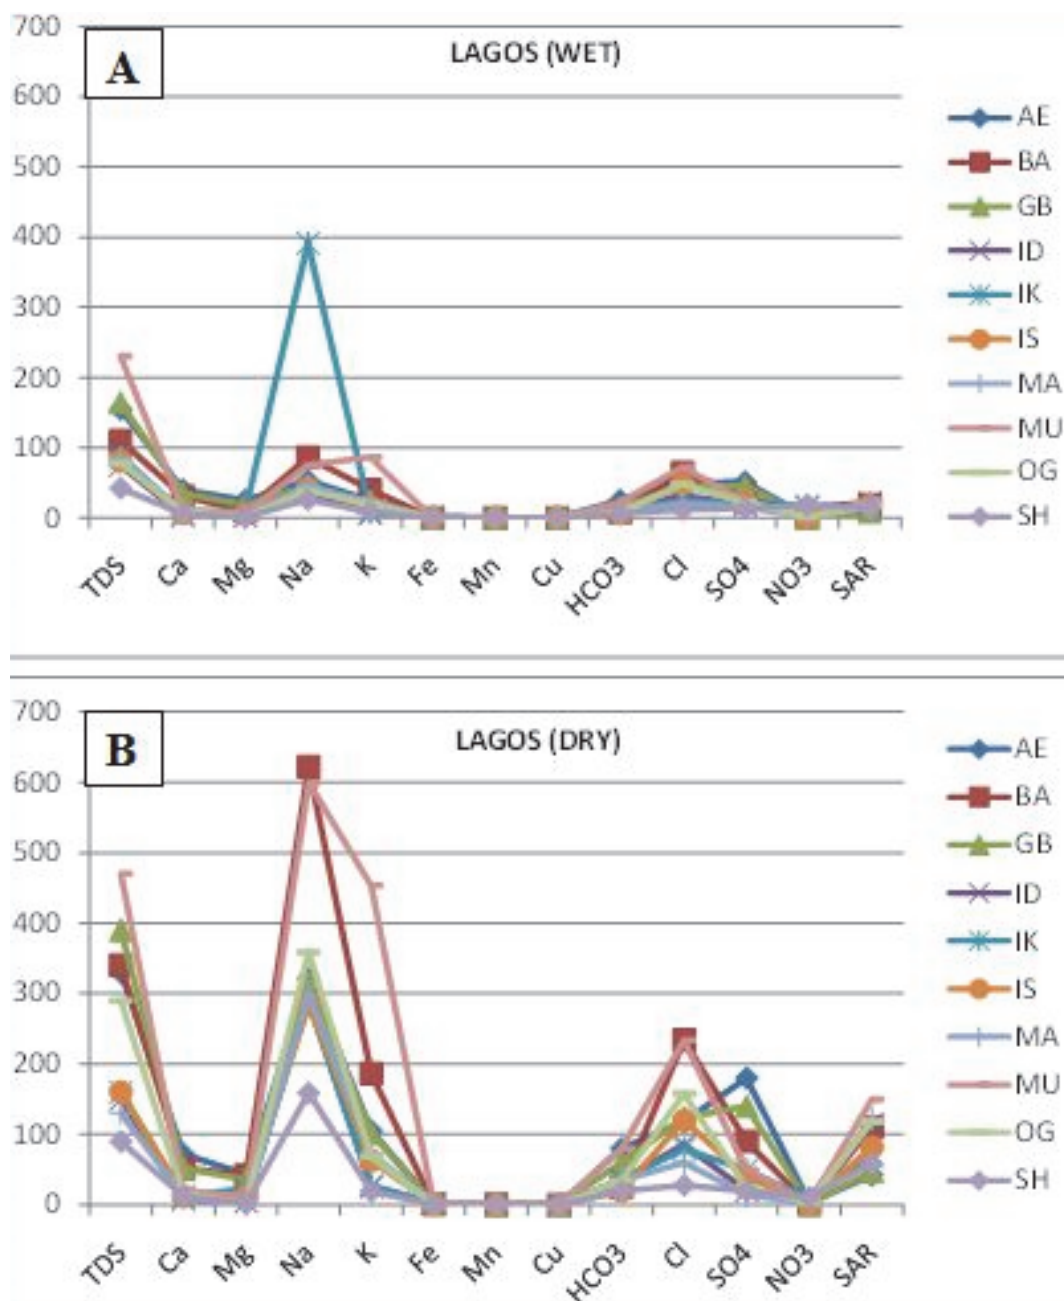 A
LAGOS (WET)
700
600
500
400
300
200
100
0
TDS Ca Mg Na K Fe Mn Cu HCO3 Cl SO4 NO3 SAR
AE
BA
GB
ID
IK
IS
MA
MU
OG
SH
B
LAGOS (DRY)
700
600
500
400
300
200
100
0
TDS Ca Mg Na K Fe Mn Cu HCO3 Cl SO4 NO3 SAR
AE
BA
GB
ID
IK
IS
MA
MU
OG
SH